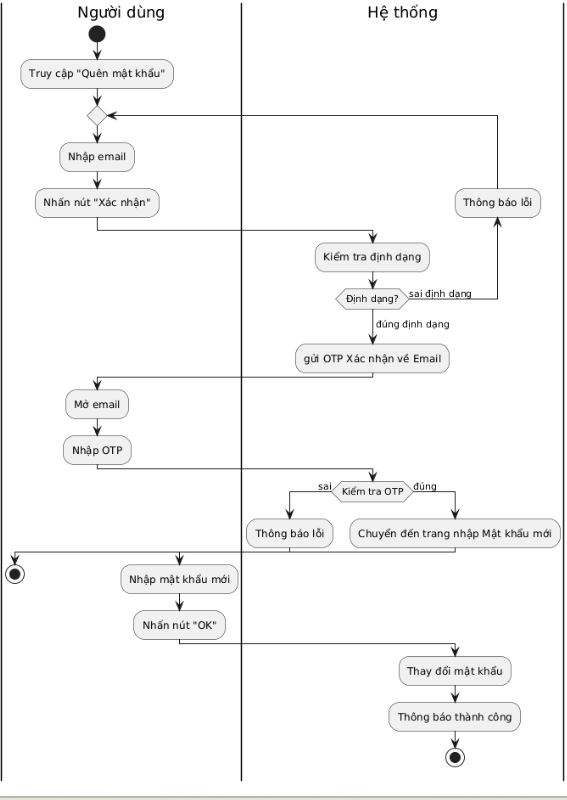 Người dùng
Hệ thống
Truy cập "Quên mật khẩu"
Nhập email
Nhấn nút "Xác nhận"
Thông báo lỗi
Kiểm tra định dạng
Định dạng?
sai định dạng
đúng định dạng
gửi OTP Xác nhận về Email
Mở email
Nhập OTP
sai
Kiểm tra OTP
đúng
Thông báo lỗi
Chuyển đến trang nhập Mật khẩu mới
Nhập mật khẩu mới
Nhấn nút "OK"
Thay đổi mật khẩu
Thông báo thành công